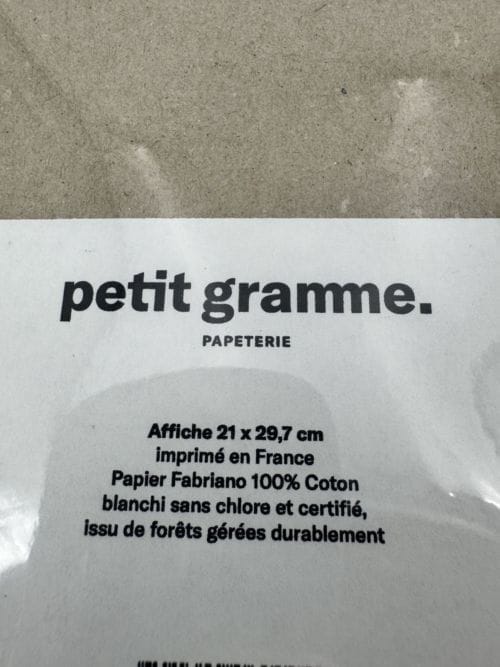 petit gramme.
PAPETERIE
Affiche 21 x 29,7 cm
imprimé en France
Papier Fabriano 100% Coton
blanchi sans chlore et certifié,
issu de forêts gérées durablement